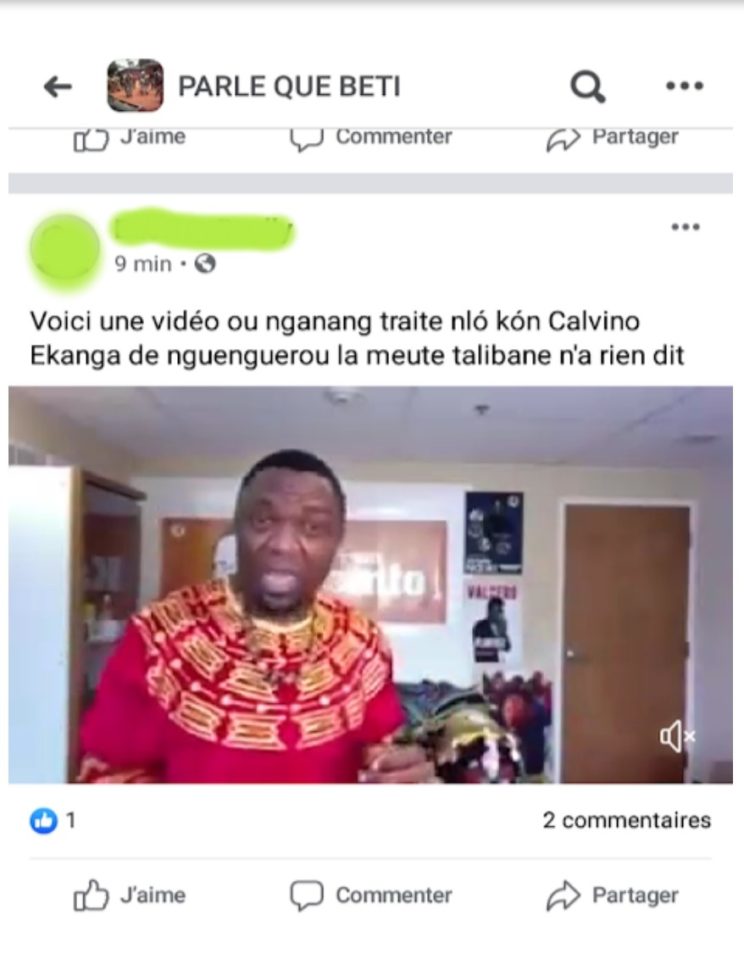 PARLE QUE BETI
J'aime Commenter Partager
9 min
Voici une vidéo ou nganang traite nló kón Calvino
Ekanga de nguenguerou la meute talibane n'a rien dit
VALSERO
1
2 commentaires
J'aime Commenter Partager